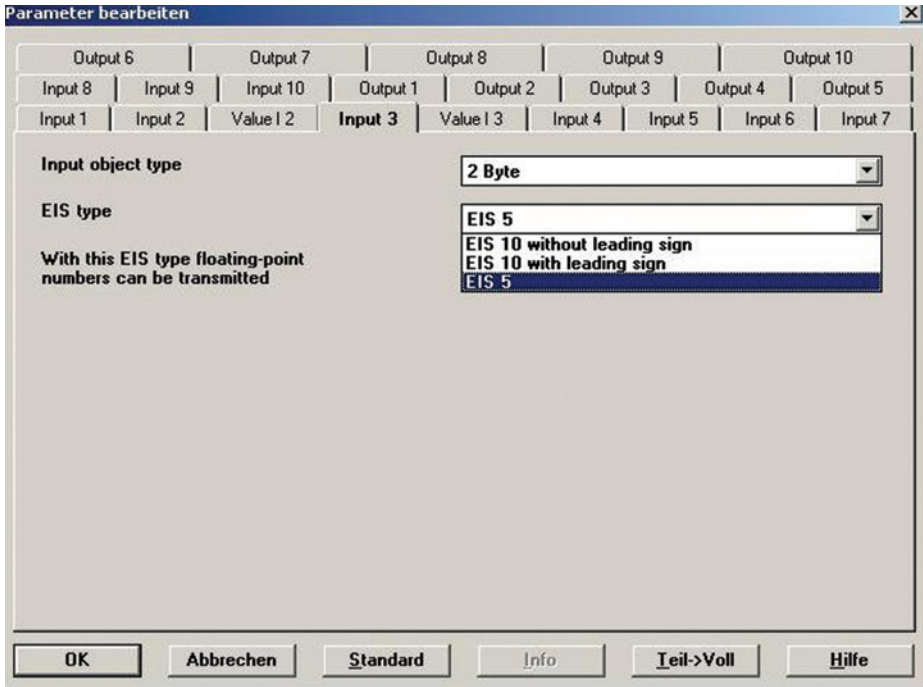 Parameter bearbeiten
Output 6 Output 7 Output 8 Output 9 Output 10
Input 8 Input 9 Input 10 Output 1 Output 2 Output 3 Output 4 Output 5
Input 1 Input 2 Value I 2 Input 3 Value I 3 Input 4 Input 5 Input 6 Input 7
Input object type 2 Byte
EIS type EIS 5
EIS 10 without leading sign
EIS 10 with leading sign
EIS 5
With this EIS type floating-point
numbers can be transmitted
OK Abbrechen Standard Info Teil->Voll Hilfe